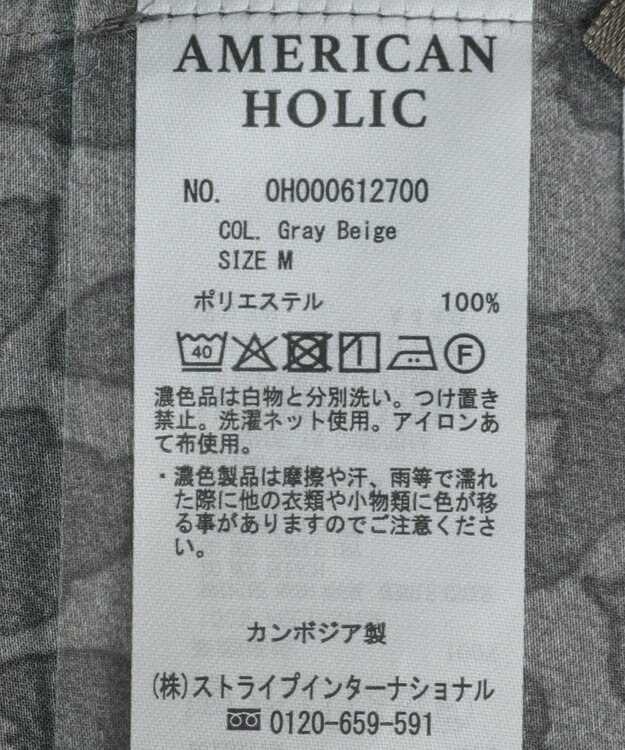 AMERICAN
HOLIC
NO. OH000612700
COL. Gray Beige
SIZE M
ポリエステル 100%
40 F
濃色品は白物と分別洗い。つけ置き
禁止。洗濯ネット使用。アイロンあ
て布使用。
・濃色製品は摩擦や汗、雨等で濡れ
た際に他の衣類や小物類に色が移
る事がありますのでご注意くださ
い。
カンボジア製
(株)ストライプインターナショナル
0120-659-591